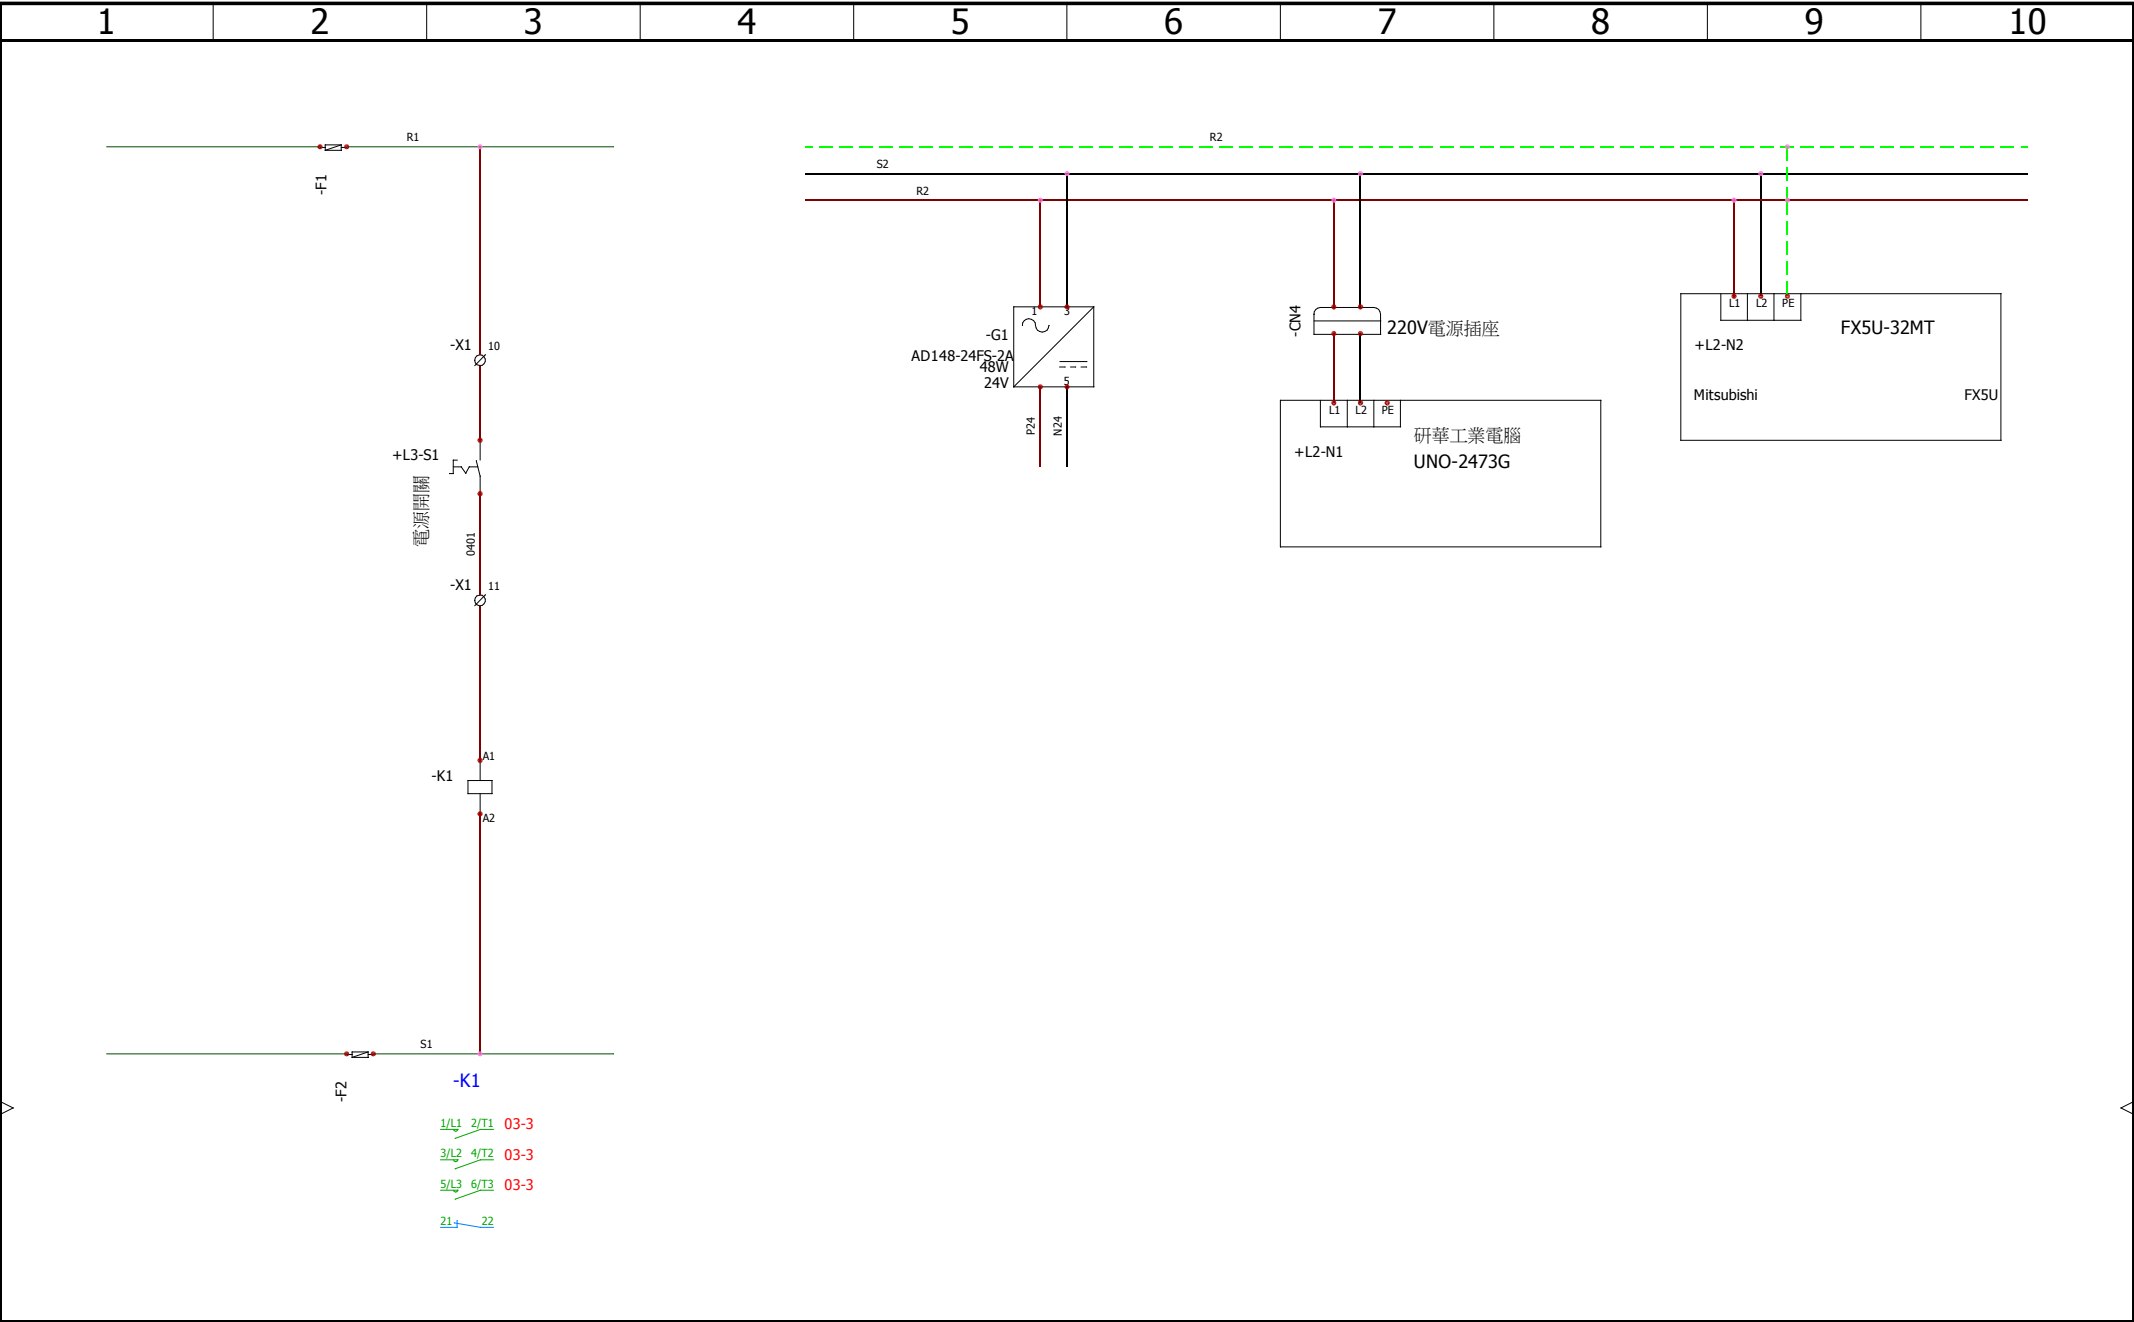 1 2 3 4 5 6 7 8 9 10
R1
-F1
-X1 10
+L3-S1
電源開關
0401
-X1 11
A1
-K1
A2
S1
-F2
-K1
1/L1 2/T1 03-3
3/L2 4/T2 03-3
5/L3 6/T3 03-3
21 22
R2
S2
R2
1 3
-G1
AD148-24FS-2A
48W
24V
5
P24
N24
-CN4
220V電源插座
L1 L2 PE
+L2-N1
研華工業電腦
UNO-2473G
L1 L2 PE
+L2-N2
FX5U-32MT
Mitsubishi
FX5U